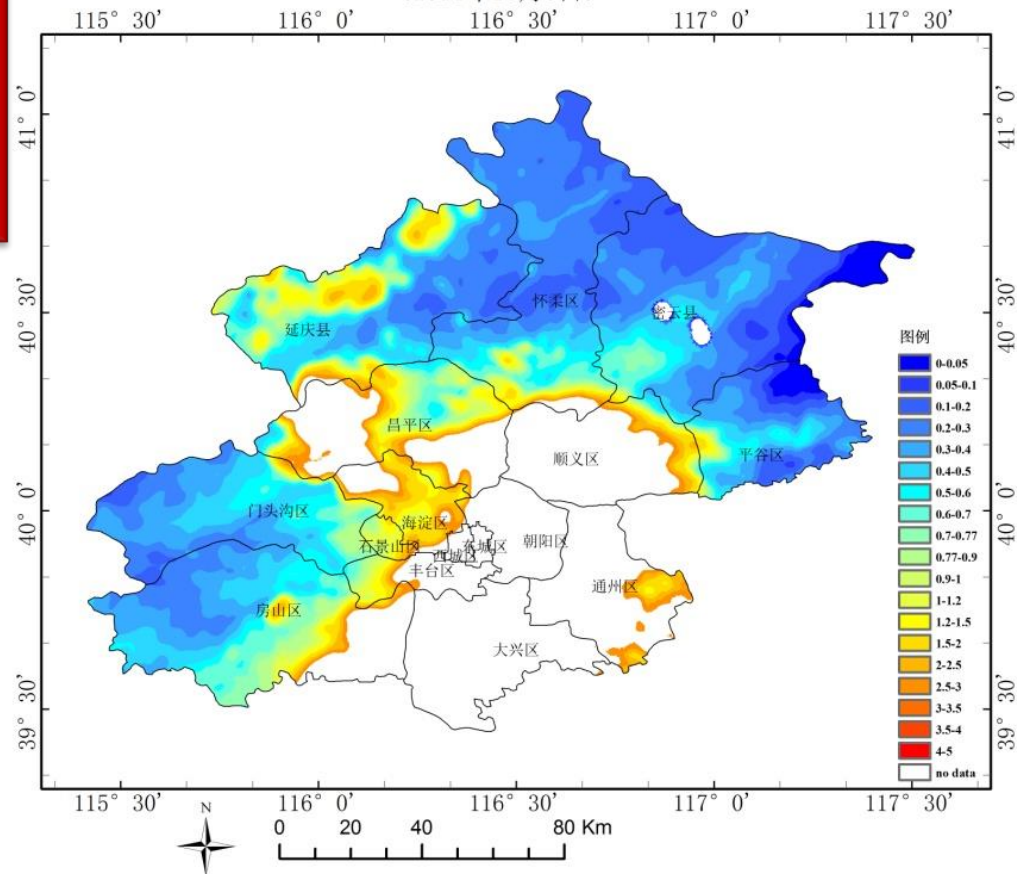 115° 30′ 116° 0′ 116° 30′ 117° 0′ 117° 30′
41° 0′
41° 0′
40° 30′
40° 30′
怀柔区
密云县
延庆县
昌平区
平谷区
顺义区
40° 0′
40° 0′
门头沟区
海淀区
朝阳区
石景山区
东城区
西城区
丰台区
通州区
房山区
大兴区
39° 30′
39° 30′
图例
0-0.05
0.05-0.1
0.1-0.2
0.2-0.3
0.3-0.4
0.4-0.5
0.5-0.6
0.6-0.7
0.7-0.77
0.77-0.9
0.9-1
1-1.2
1.2-1.5
1.5-2
2-2.5
2.5-3
3-3.5
3.5-4
4-5
no data
115° 30′ 116° 0′ 116° 30′ 117° 0′ 117° 30′
N
0 20 40 80 Km